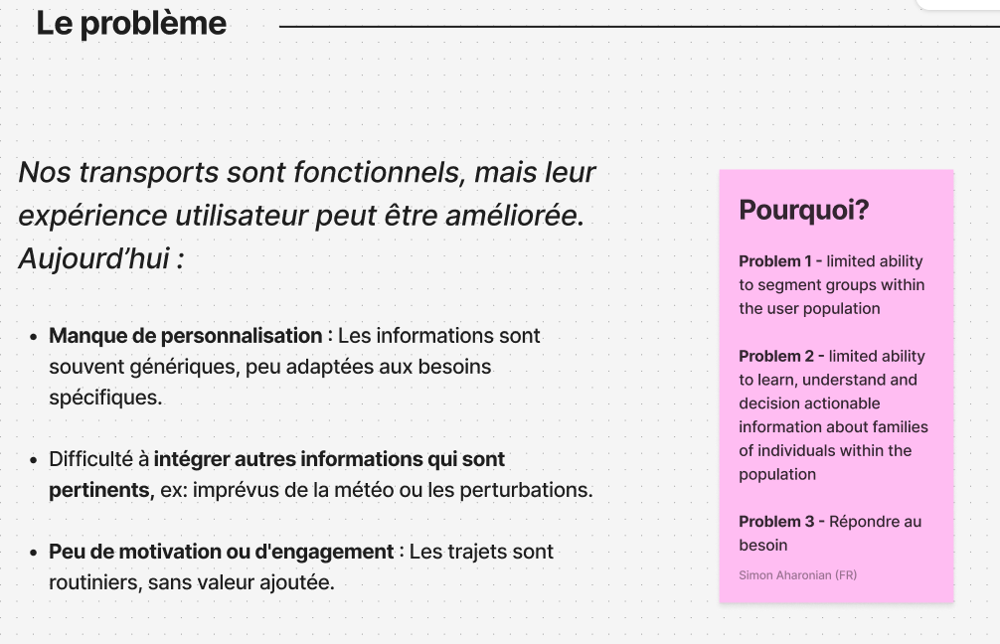 Le problème
Nos transports sont fonctionnels, mais leur
expérience utilisateur peut être améliorée.
Aujourd’hui :
• Manque de personnalisation : Les informations sont
souvent génériques, peu adaptées aux besoins
spécifiques.
• Difficulté à intégrer autres informations qui sont
pertinents, ex: imprévus de la météo ou les perturbations.
• Peu de motivation ou d'engagement : Les trajets sont
routiniers, sans valeur ajoutée.
Pourquoi?
Problem 1 - limited ability
to segment groups within
the user population
Problem 2 - limited ability
to learn, understand and
decision actionable
information about families
of individuals within the
population
Problem 3 - Répondre au
besoin
Simon Aharonian (FR)